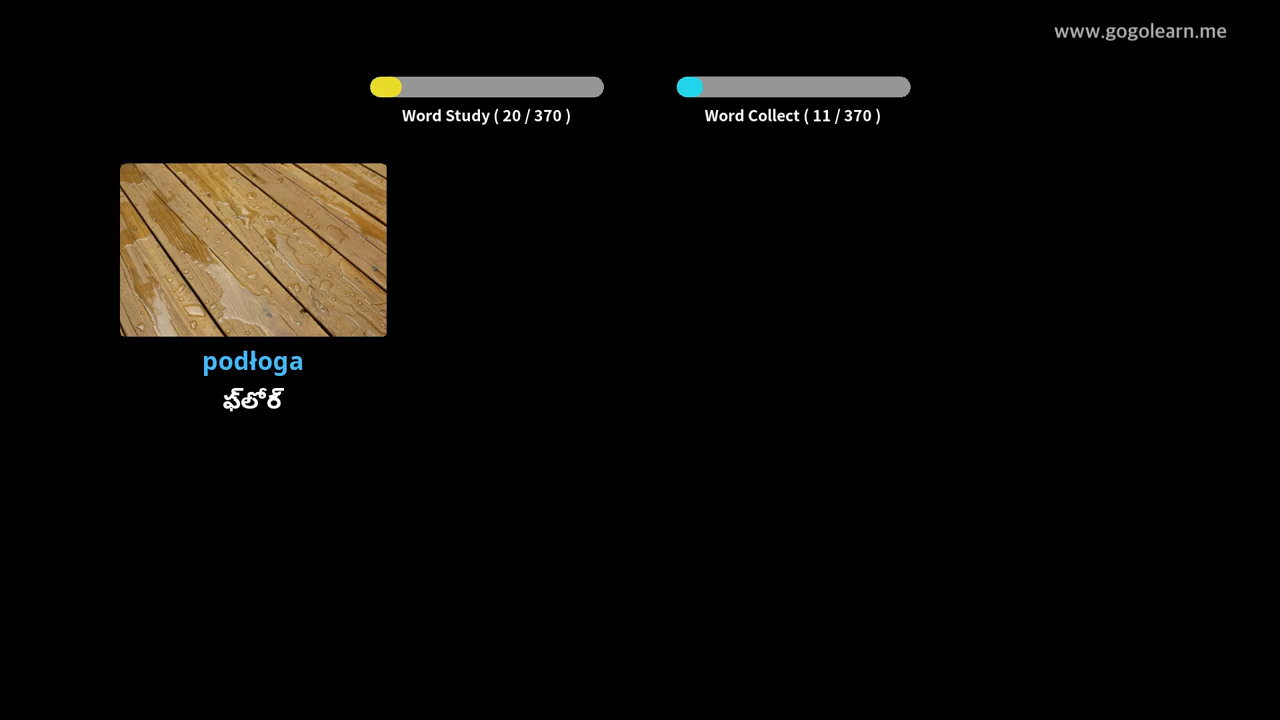 www.gogolearn.me
Word Study ( 20 / 370 )
Word Collect ( 11 / 370 )
podłoga
ఫ్‌లోర్